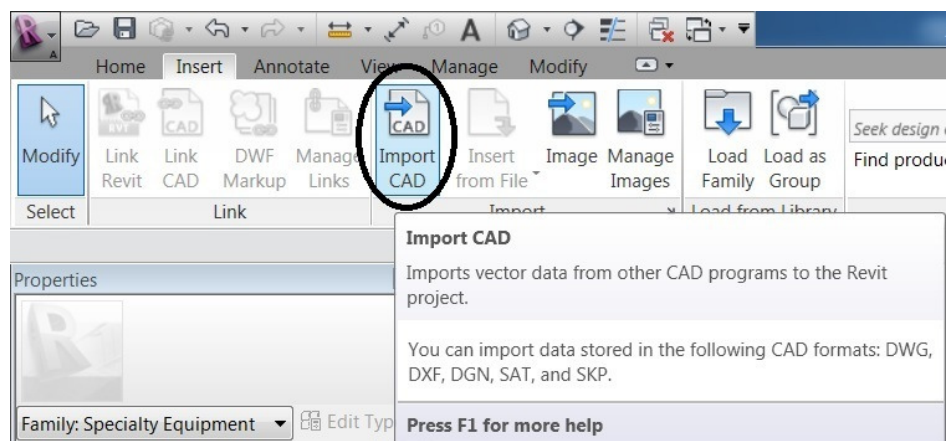 A
A
Home Insert Annotate View Manage Modify
CAD CAD
Modify Link Link DWF Manage Import Insert Image Manage Load Load as
Revit CAD Markup Links CAD from File Images Family Group
Seek design
Find produ
Select Link Import Load from Library
Import CAD
Imports vector data from other CAD programs to the Revit
project.
You can import data stored in the following CAD formats: DWG,
DXF, DGN, SAT, and SKP.
Press F1 for more help
Properties
Family: Specialty Equipment Edit Typ